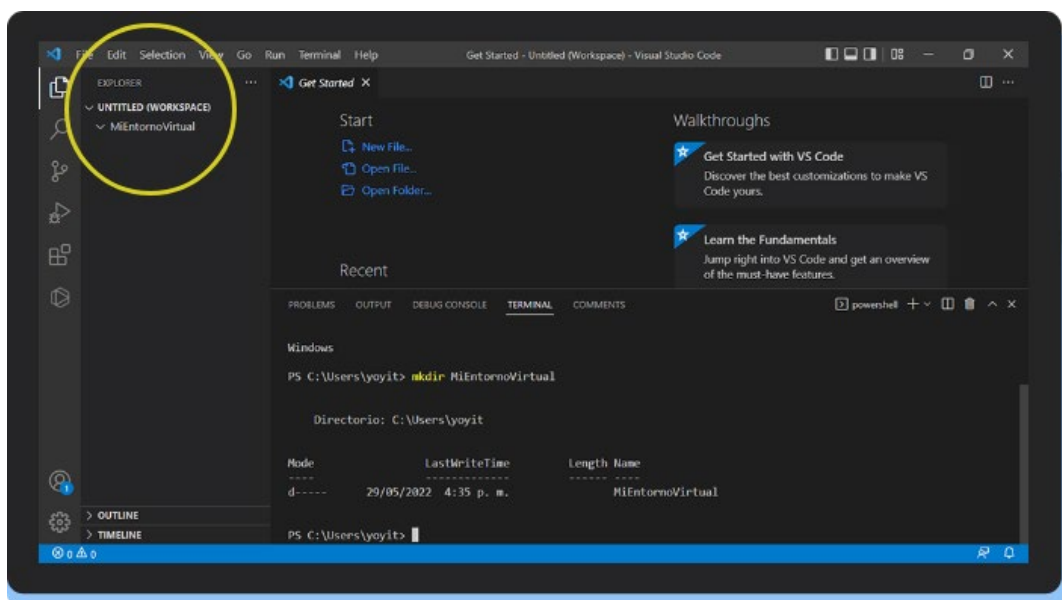 File Edit Selection View Go Run Terminal Help Get Started - Untitled (Workspace) - Visual Studio Code
EXPLORER
UNTITLED (WORKSPACE)
MiEntornoVirtual
OUTLINE
TIMELINE
Get Started
Start
New File...
Open File...
Open Folder...
Recent
Walkthroughs
Get Started with VS Code
Discover the best customizations to make VS
Code yours.
Learn the Fundamentals
Jump right into VS Code and get an overview
of the must-have features.
PROBLEMS OUTPUT DEBUG CONSOLE TERMINAL COMMENTS powershell
Windows
PS C:\Users\yoyit> mkdir MiEntornoVirtual
Directorio: C:\Users\yoyit
Mode LastWriteTime Length Name
---- ------------- ------ ----
d----- 29/05/2022 4:35 p. m. MiEntornoVirtual
PS C:\Users\yoyit>
1
0 0